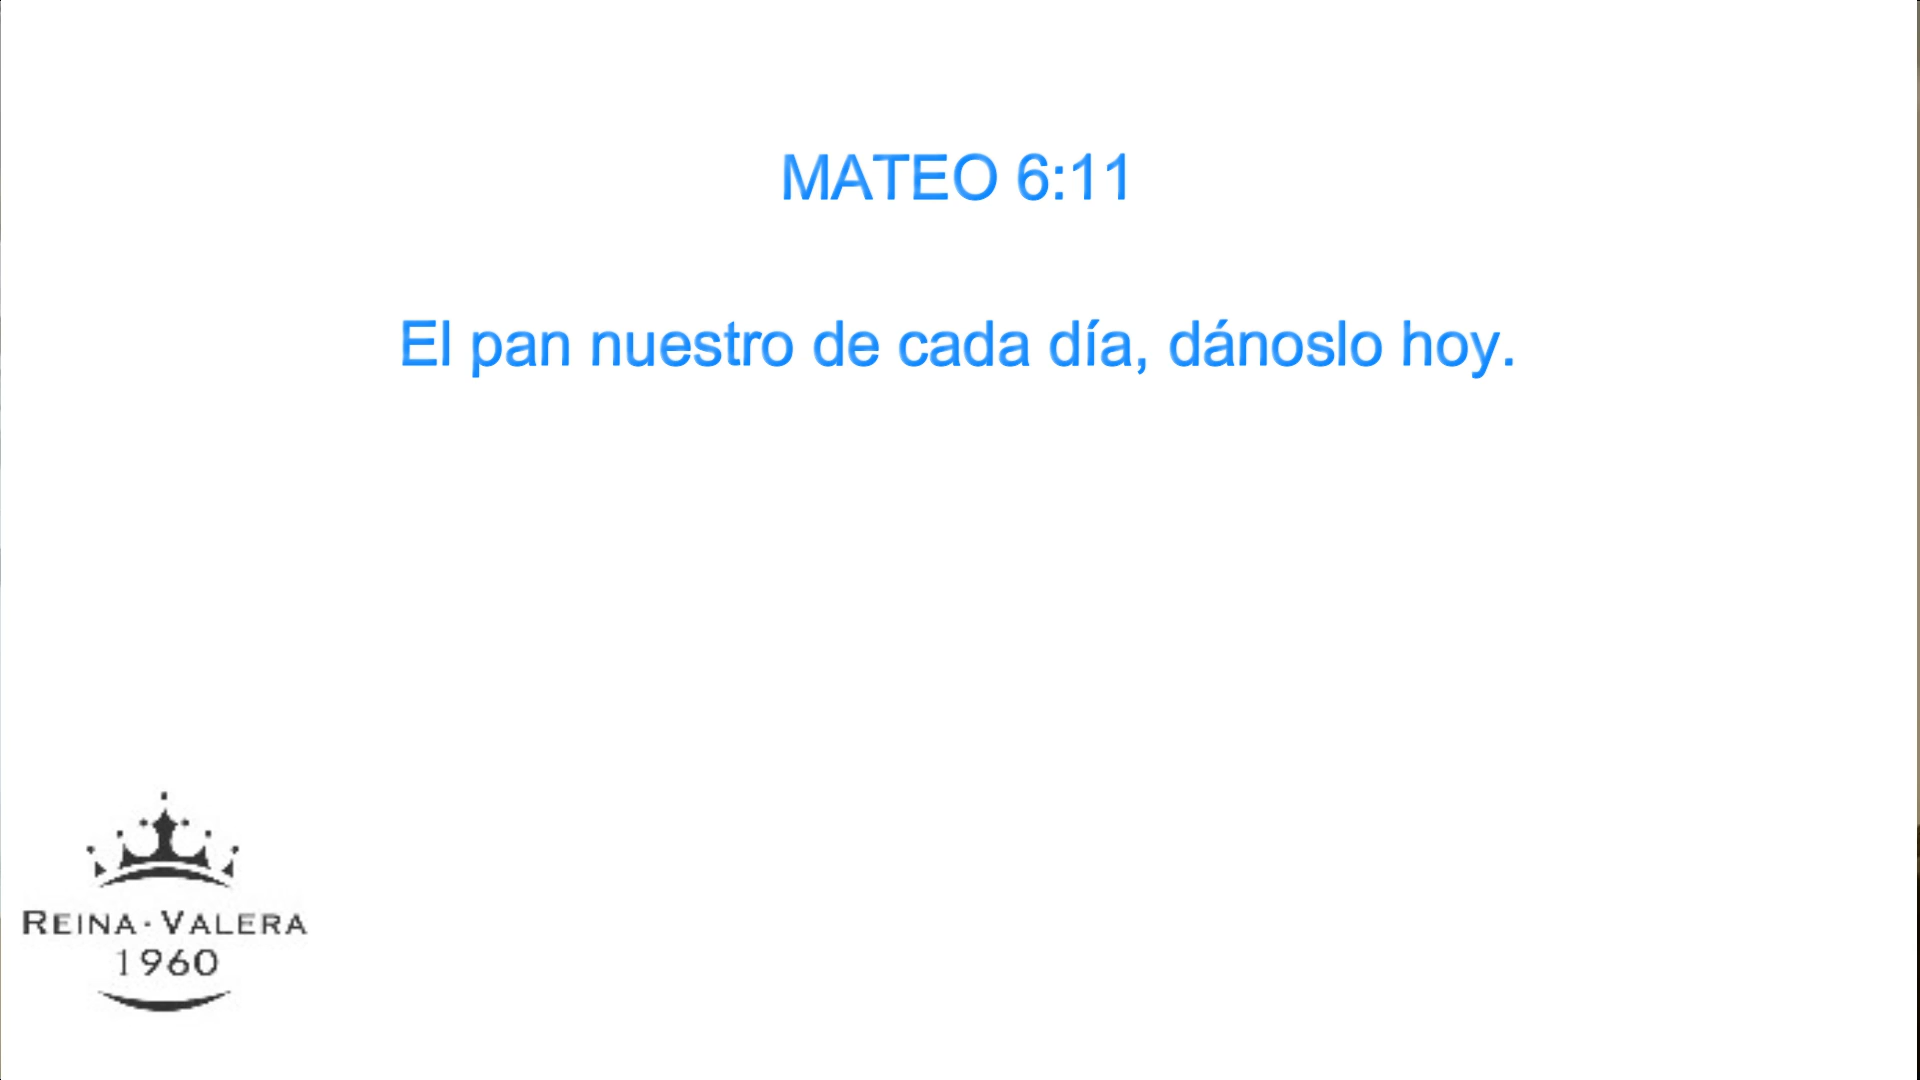 MATEO 6:11
El pan nuestro de cada día, dánoslo hoy.
REINA·VALERA
1960